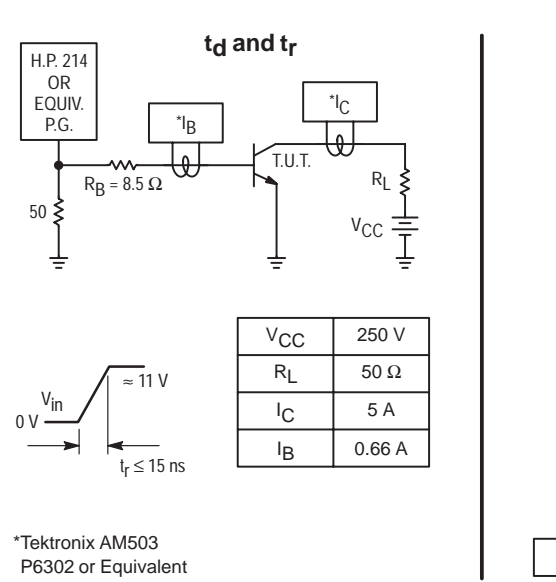 td and tr
H.P. 214
OR
EQUIV.
P.G.
*IB
*IC
T.U.T.
RB = 8.5 Ω
RL
50
VCC
VCC 250 V
RL 50 Ω
IC 5 A
IB 0.66 A
≈ 11 V
Vin
0 V
tr ≤ 15 ns
*Tektronix AM503
P6302 or Equivalent